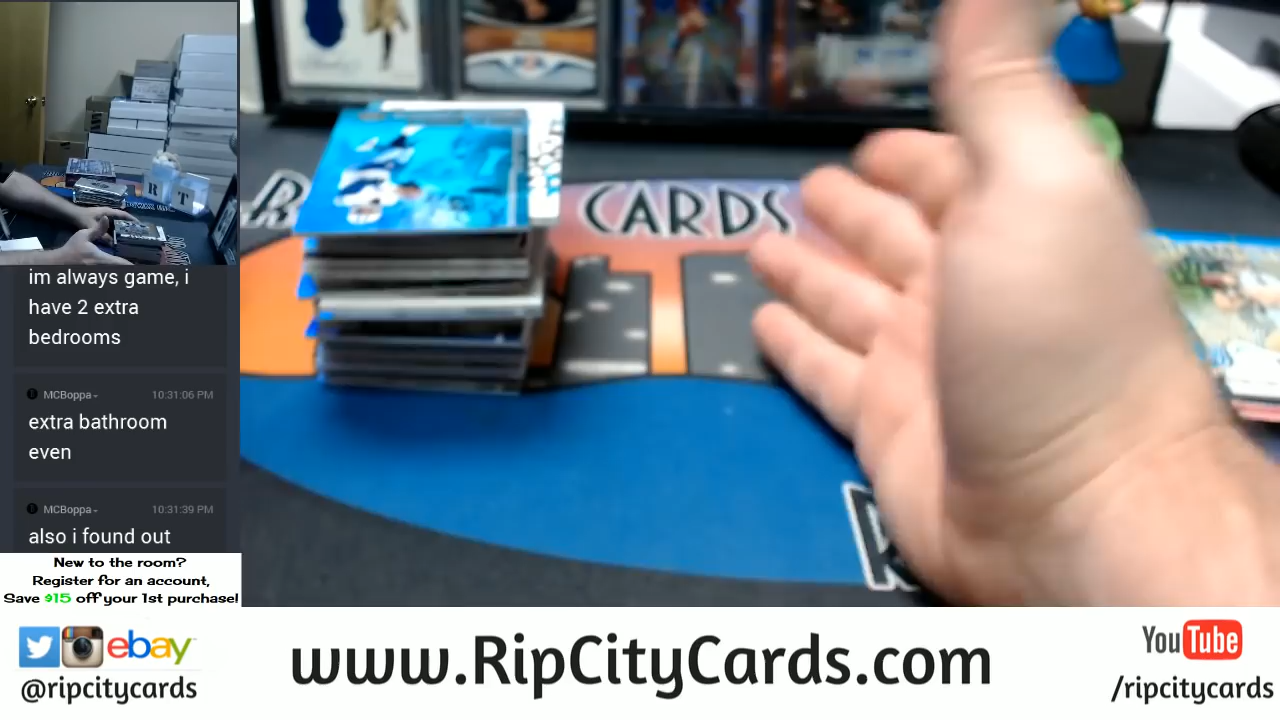 im always game, i
have 2 extra
bedrooms
MCBoppa
10:31:06 PM
extra bathroom
even
MCBoppa
10:31:39 PM
also i found out
New to the room?
Register for an account,
Save $15 off your 1st purchase!
R T
CARDS
R
ebay
@ripcitycards
www.RipCityCards.com
YouTube
/ripcitycards